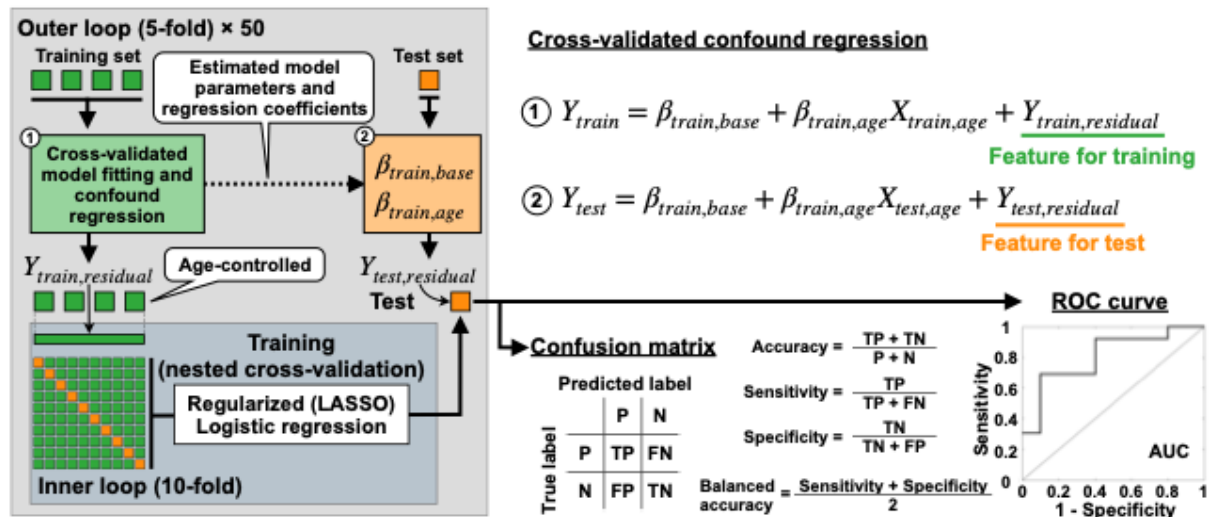 Outer loop (5-fold) × 50
Training set
Test set
Estimated model
parameters and
regression coefficients
①
Cross-validated
model fitting and
confound
regression
②
β_train,base
β_train,age
Y_train,residual
Age-controlled
Y_test,residual
Test
Training
(nested cross-validation)
Regularized (LASSO)
Logistic regression
Inner loop (10-fold)
Cross-validated confound regression
① Y_train = β_train,base + β_train,age X_train,age + Y_train,residual
Feature for training
② Y_test = β_train,base + β_train,age X_test,age + Y_test,residual
Feature for test
Confusion matrix
Predicted label
True label
P N
P TP FN
N FP TN
Accuracy = TP + TN / P + N
Sensitivity = TP / TP + FN
Specificity = TN / TN + FP
Balanced accuracy = Sensitivity + Specificity / 2
ROC curve
Sensitivity
1
0.8
0.6
0.4
0.2
0
AUC
0 0.2 0.4 0.6 0.8 1
1 - Specificity